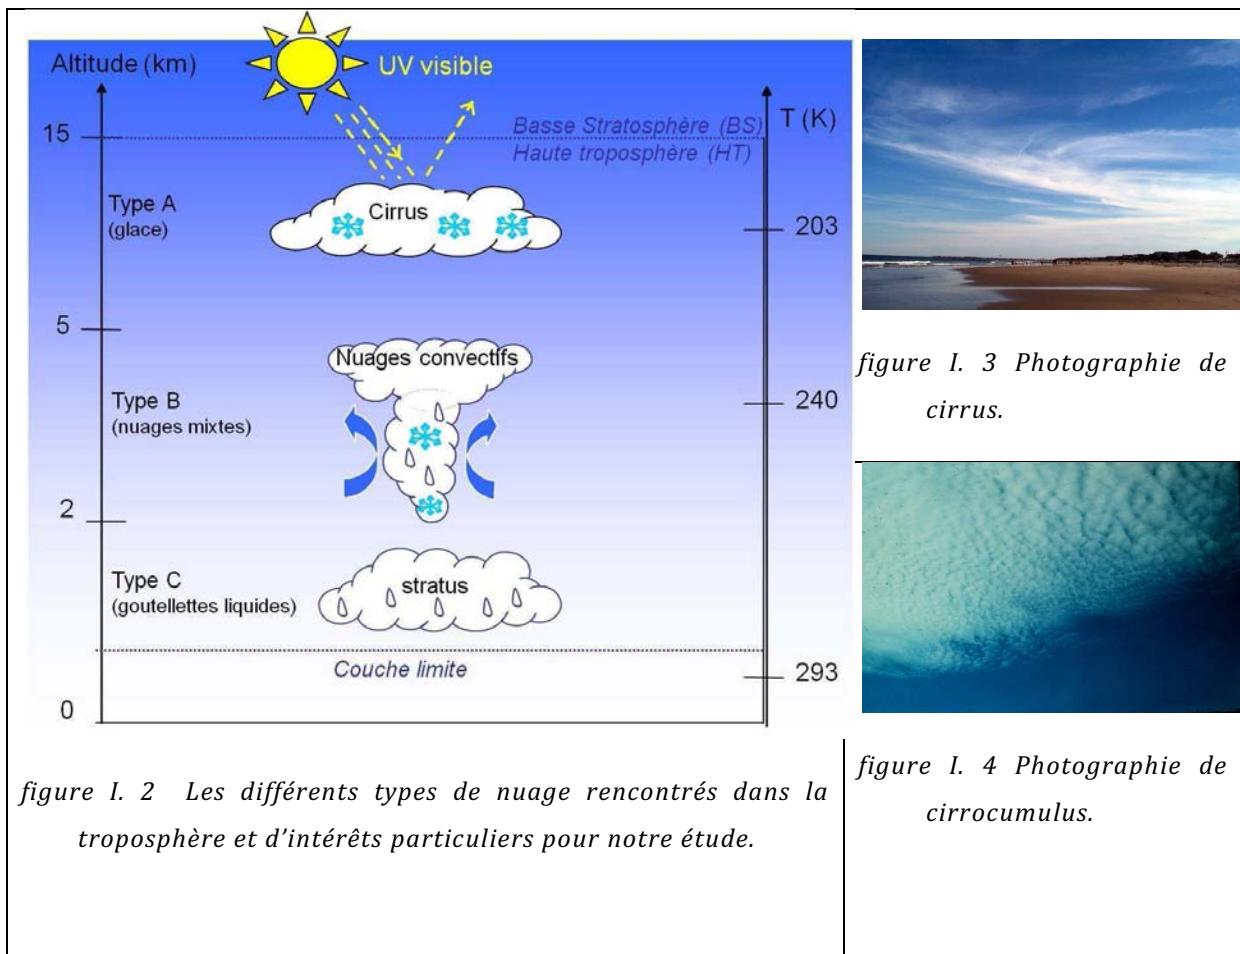 Altitude (km)
UV visible
T (K)
15
Basse Stratosphère (BS)
Haute troposphère (HT)
Type A
(glace)
Cirrus
203
5
Nuages convectifs
Type B
(nuages mixtes)
240
2
Type C
(goutellettes liquides)
stratus
Couche limite
293
0
figure I. 2 Les différents types de nuage rencontrés dans la
troposphère et d'intérêts particuliers pour notre étude.
figure I. 3 Photographie de
cirrus.
figure I. 4 Photographie de
cirrocumulus.